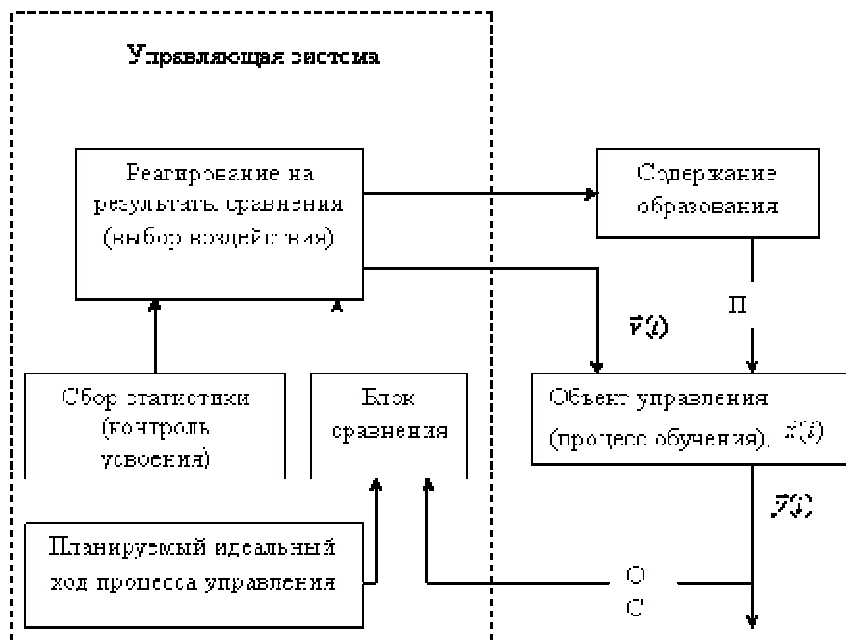 Управляющая система
Реагирование на
результаты сравнения
(выбор воздействия)
Содержание
образования
П
v(i)
Сбор статистики
(контроль
усвоения)
Блок
сравнения
Объект управления
(процесс обучения),
y(i)
Планируемый идеальный
ход процесса управления
О
С